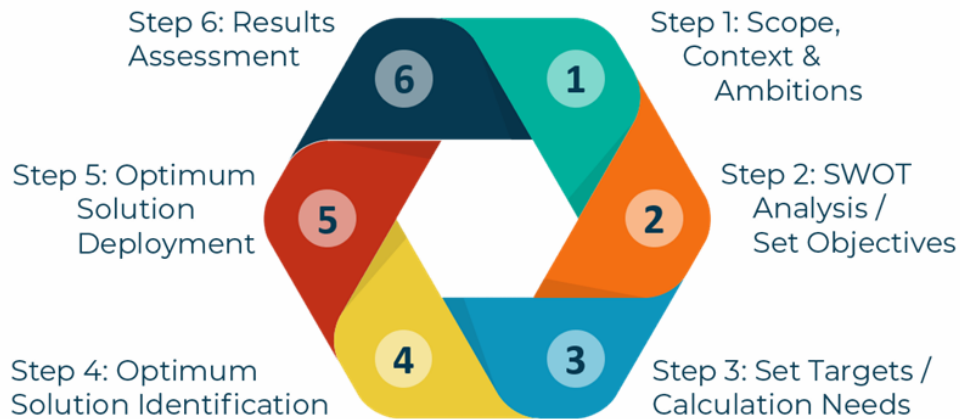 Step 1: Scope,
Context &
Ambitions
Step 2: SWOT
Analysis /
Set Objectives
Step 3: Set Targets /
Calculation Needs
Step 4: Optimum
Solution Identification
Step 5: Optimum
Solution
Deployment
Step 6: Results
Assessment
1
2
3
4
5
6